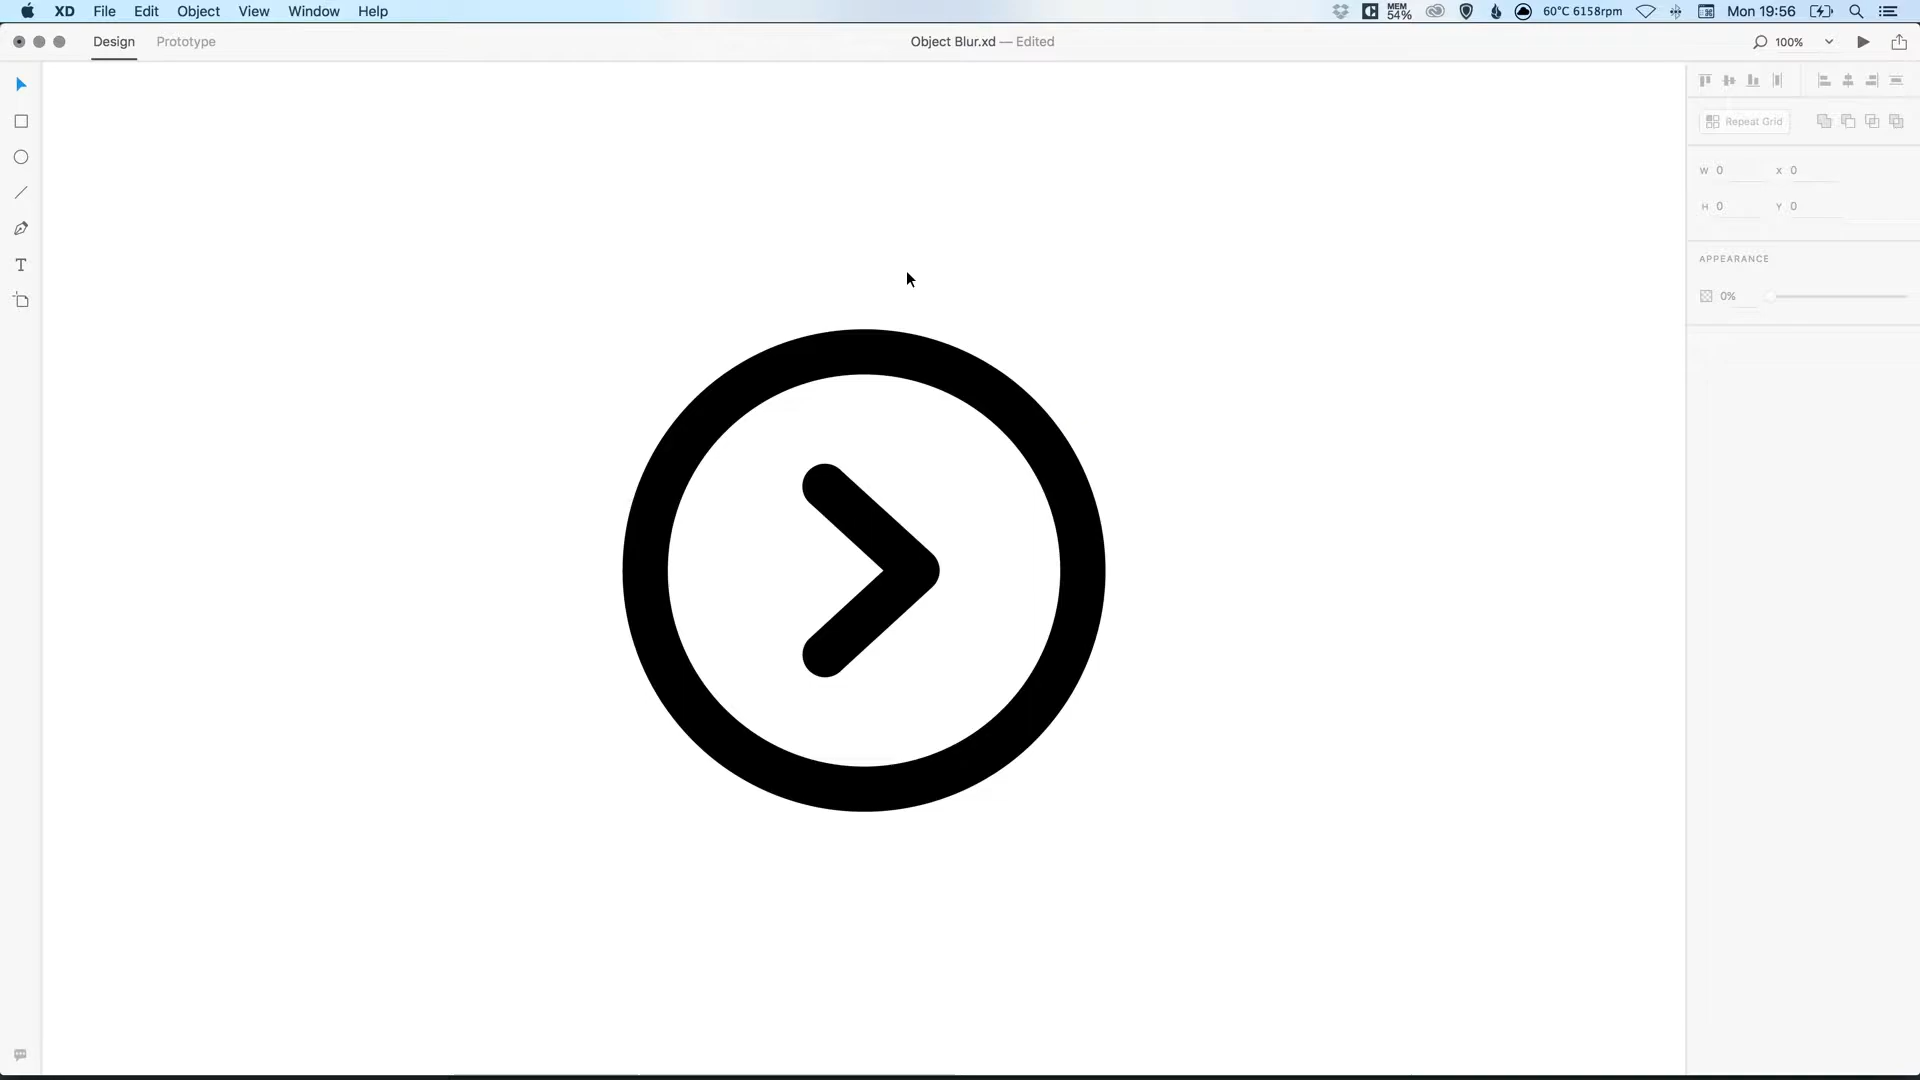 XD File Edit Object View Window Help
MEM
54%
60°C 6158rpm
Mon 19:56
Design Prototype
Object Blur.xd — Edited
100%
Repeat Grid
W 0 X 0
H 0 Y 0
APPEARANCE
0%
T